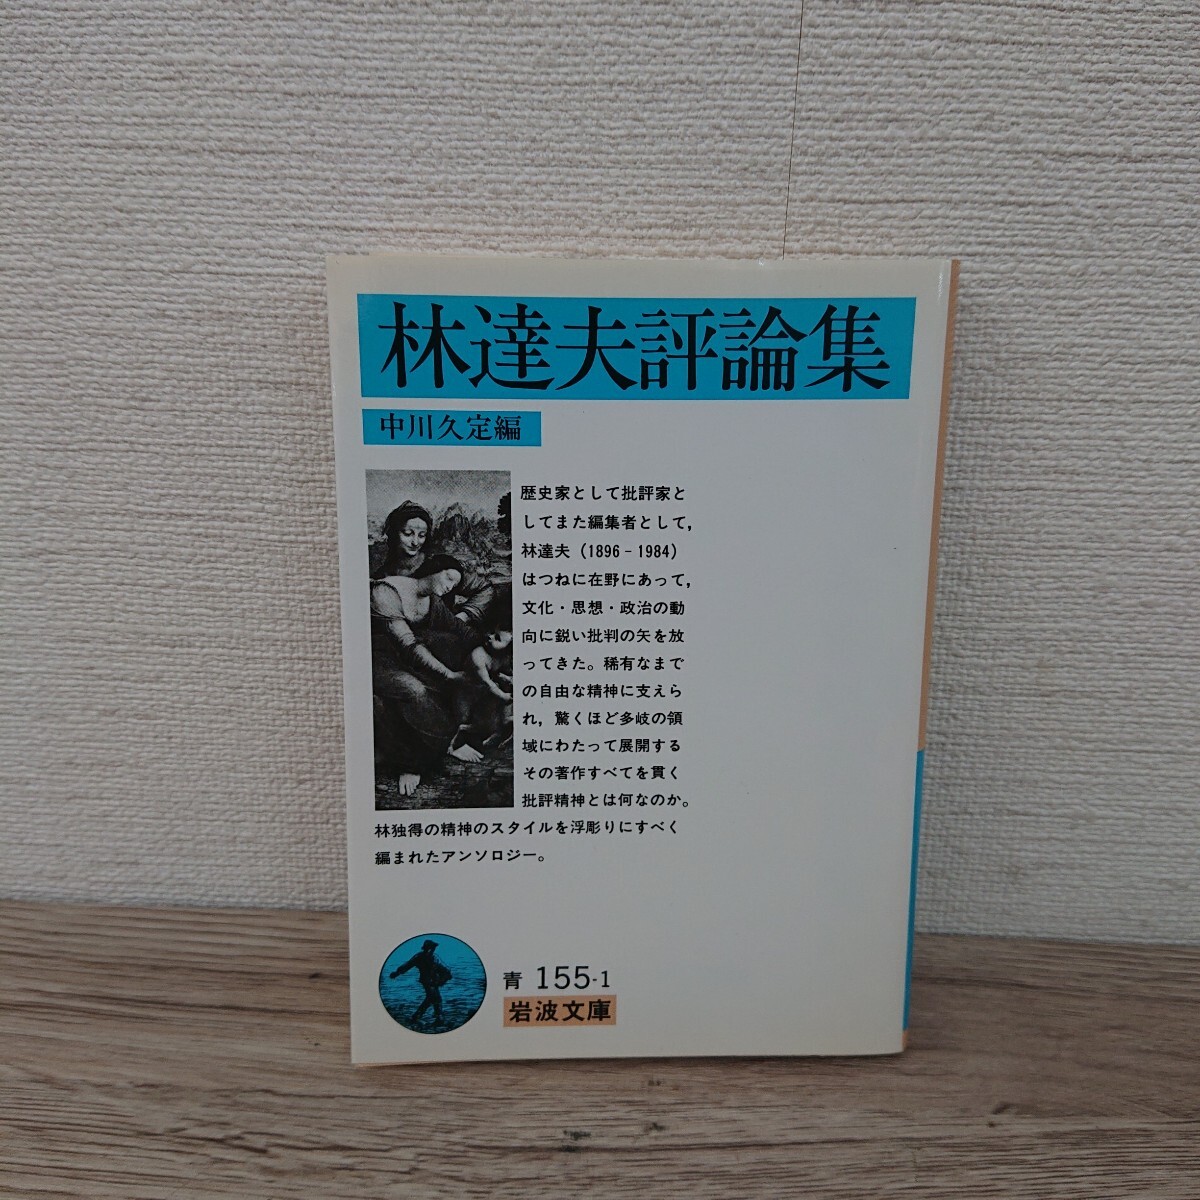 林達夫評論集
中川久定編
歴史家として批評家と
してまた編集者として，
林達夫（1896－1984）
はつねに在野にあって，
文化・思想・政治の動
向に鋭い批判の矢を放
ってきた。稀有なまで
の自由な精神に支えら
れ，驚くほど多岐の領
域にわたって展開する
その著作すべてを貫く
批評精神とは何なのか。
林独得の精神のスタイルを浮彫りにすべく
編まれたアンソロジー。
青 155-1
岩波文庫